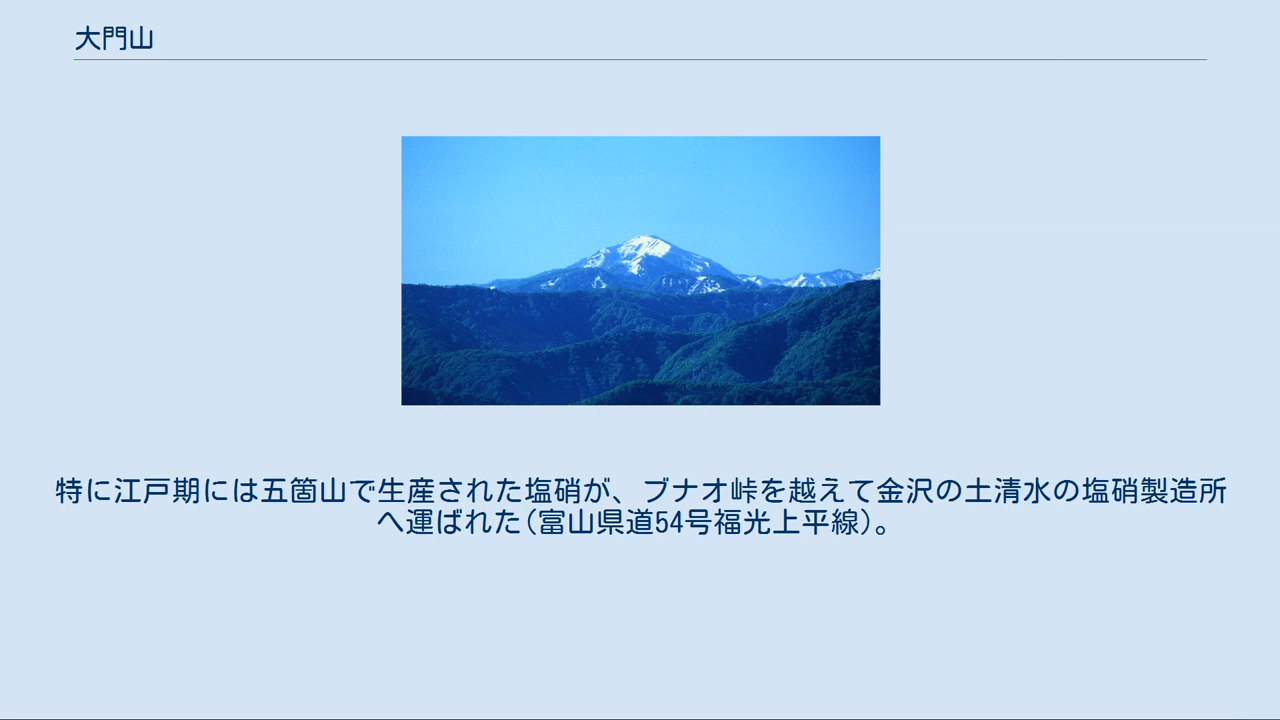 大門山
特に江戸期には五箇山で生産された塩硝が、ブナオ峠を越えて金沢の土清水の塩硝製造所
へ運ばれた(富山県道54号福光上平線)。